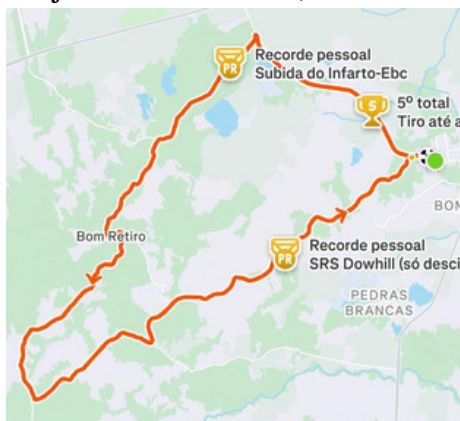 PR
Recorde pessoal
Subida do Infarto-Ebc
5
5º total
Tiro até a
BOM
Bom Retiro
PR
Recorde pessoal
SRS Dowhill (só desci
PEDRAS
BRANCAS